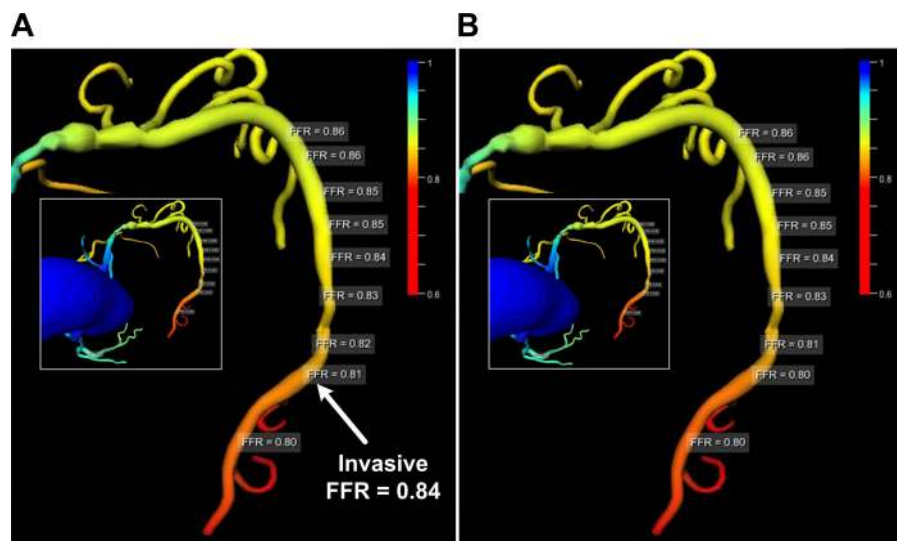 A
B
1
0.8
0.6
FFR = 0.86
FFR = 0.86
FFR = 0.85
FFR = 0.85
FFR = 0.84
FFR = 0.83
FFR = 0.82
FFR = 0.81
FFR = 0.80
Invasive
FFR = 0.84
1
0.8
0.6
FFR = 0.86
FFR = 0.86
FFR = 0.85
FFR = 0.85
FFR = 0.84
FFR = 0.83
FFR = 0.81
FFR = 0.80
FFR = 0.80